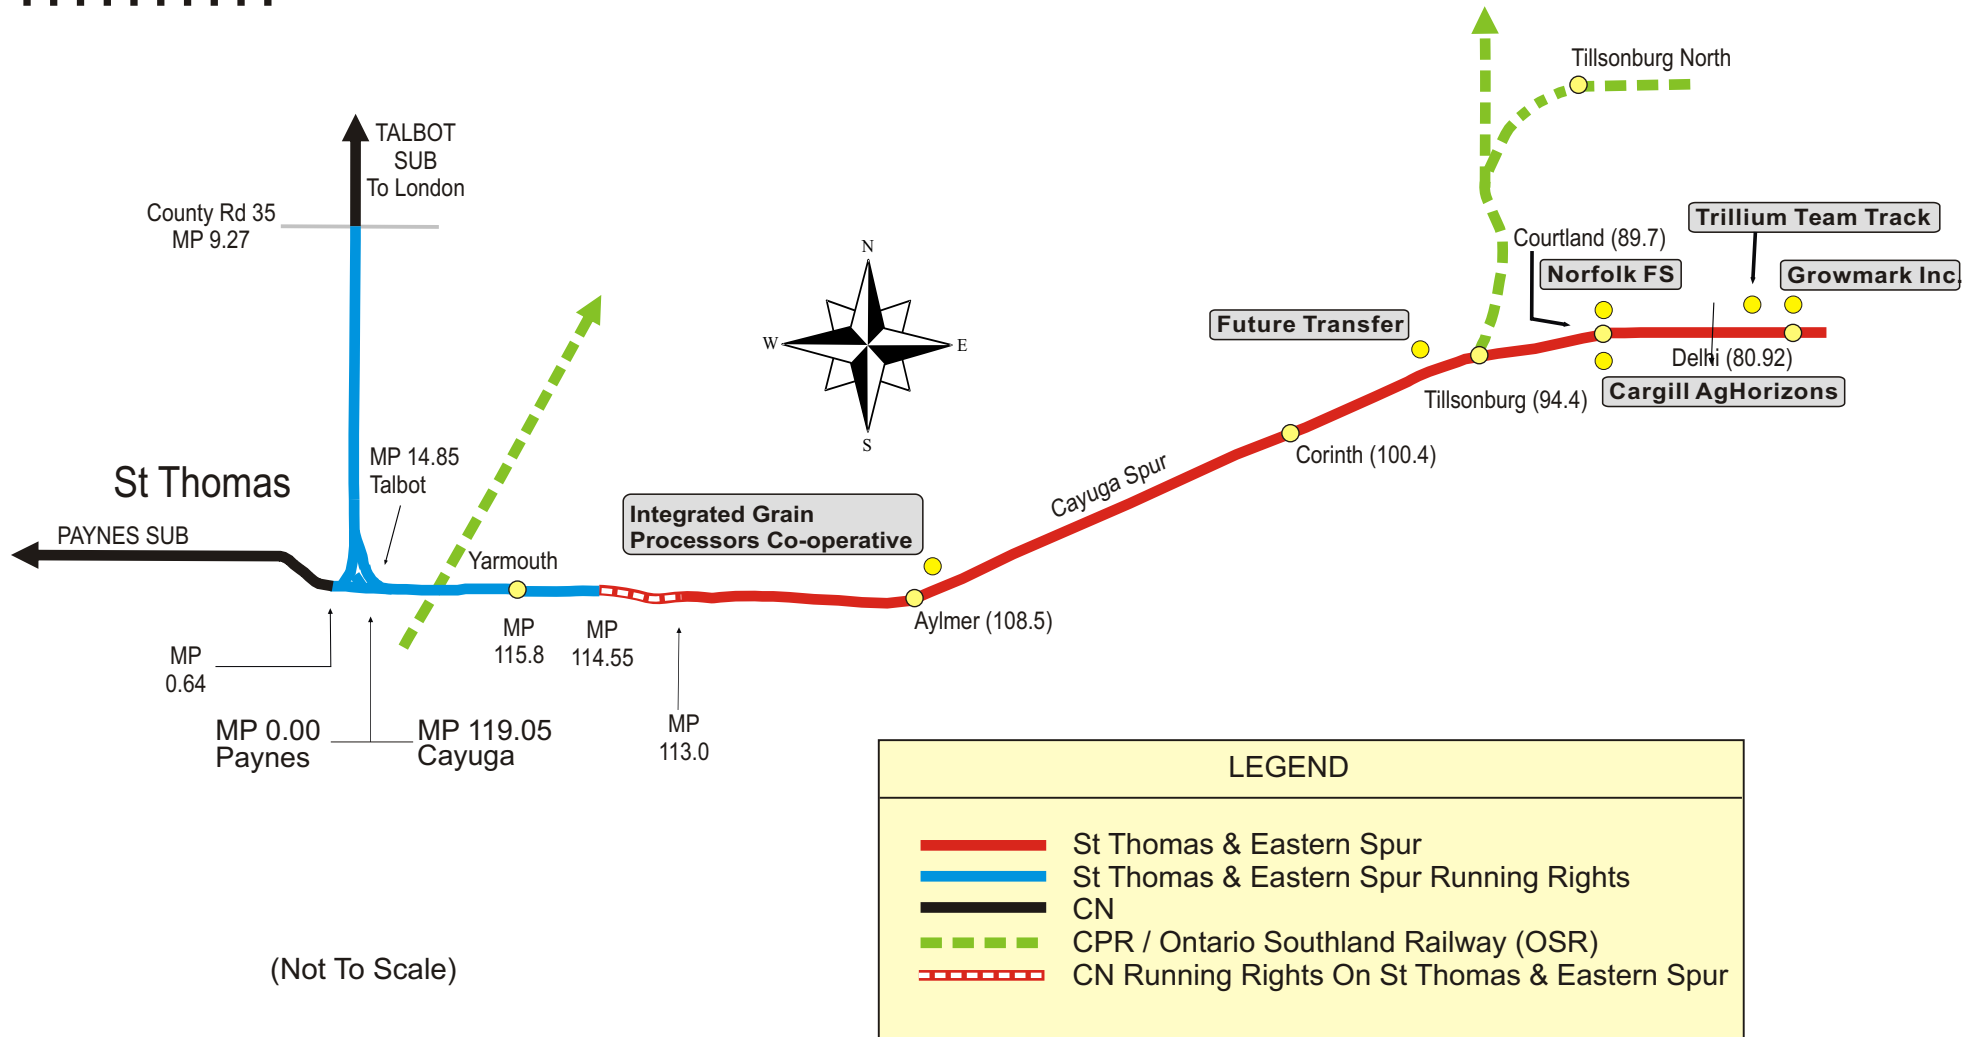 Tillsonburg North
TALBOT
SUB
To London
County Rd 35
MP 9.27
Trillium Team Track
Courtland (89.7)
Norfolk FS
Growmark Inc.
N
W
E
S
Future Transfer
Delhi (80.92)
Cargill AgHorizons
Tillsonburg (94.4)
Corinth (100.4)
Cayuga Spur
MP 14.85
Talbot
St Thomas
PAYNES SUB
Integrated Grain
Processors Co-operative
Yarmouth
Aylmer (108.5)
MP
115.8
MP
114.55
MP
0.64
MP 0.00
Paynes
MP 119.05
Cayuga
MP
113.0
LEGEND
St Thomas & Eastern Spur
St Thomas & Eastern Spur Running Rights
CN
CPR / Ontario Southland Railway (OSR)
CN Running Rights On St Thomas & Eastern Spur
(Not To Scale)